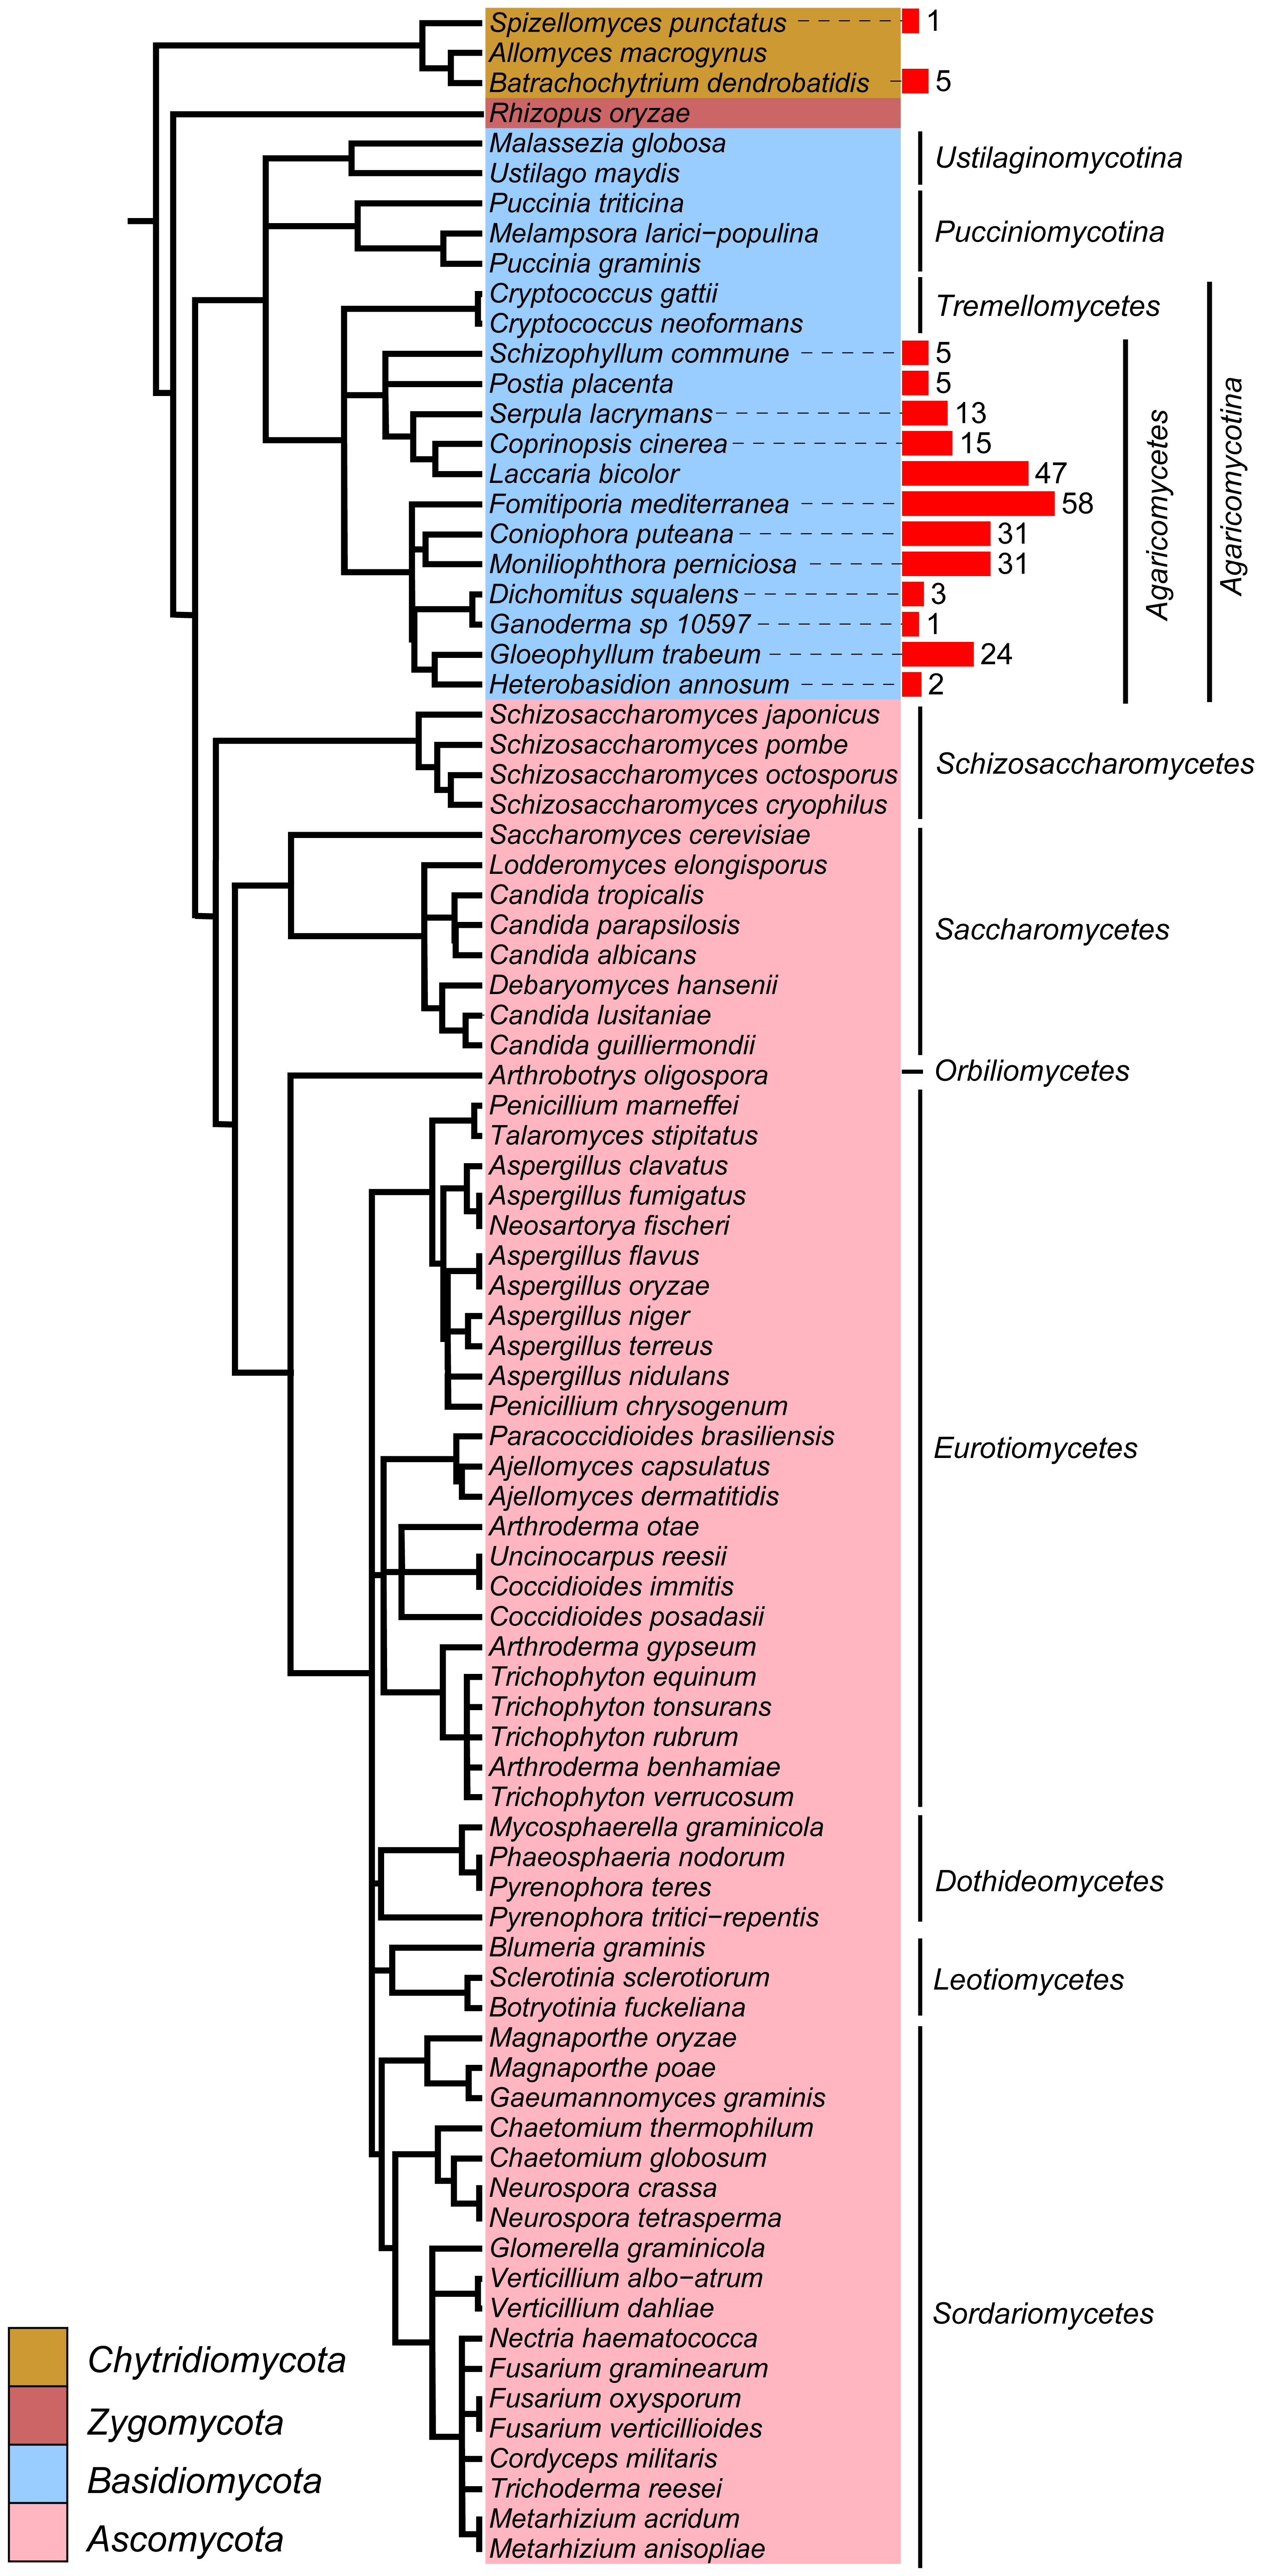 Spizellomyces punctatus 1
Allomyces macrogynus
Batrachochytrium dendrobatidis 5
Rhizopus oryzae
Malassezia globosa
Ustilaginomycotina
Ustilago maydis
Puccinia triticina
Melampsora larici−populina
Pucciniomycotina
Puccinia graminis
Cryptococcus gattii
Tremellomycetes
Cryptococcus neoformans
Schizophyllum commune 5
Postia placenta 5
Serpula lacrymans 13
Coprinopsis cinerea 15
Laccaria bicolor 47
Fomitiporia mediterranea 58
Agaricomycetes
Agaricomycotina
Coniophora puteana 31
Moniliophthora perniciosa 31
Dichomitus squalens 3
Ganoderma sp 10597 1
Gloeophyllum trabeum 24
Heterobasidion annosum 2
Schizosaccharomyces japonicus
Schizosaccharomyces pombe
Schizosaccharomycetes
Schizosaccharomyces octosporus
Schizosaccharomyces cryophilus
Saccharomyces cerevisiae
Lodderomyces elongisporus
Candida tropicalis
Candida parapsilosis
Saccharomycetes
Candida albicans
Debaryomyces hansenii
Candida lusitaniae
Candida guilliermondii
Arthrobotrys oligospora
Orbiliomycetes
Penicillium marneffei
Talaromyces stipitatus
Aspergillus clavatus
Aspergillus fumigatus
Neosartorya fischeri
Aspergillus flavus
Aspergillus oryzae
Aspergillus niger
Aspergillus terreus
Aspergillus nidulans
Penicillium chrysogenum
Paracoccidioides brasiliensis
Eurotiomycetes
Ajellomyces capsulatus
Ajellomyces dermatitidis
Arthroderma otae
Uncinocarpus reesii
Coccidioides immitis
Coccidioides posadasii
Arthroderma gypseum
Trichophyton equinum
Trichophyton tonsurans
Trichophyton rubrum
Arthroderma benhamiae
Trichophyton verrucosum
Mycosphaerella graminicola
Phaeosphaeria nodorum
Dothideomycetes
Pyrenophora teres
Pyrenophora tritici−repentis
Blumeria graminis
Sclerotinia sclerotiorum
Leotiomycetes
Botryotinia fuckeliana
Magnaporthe oryzae
Magnaporthe poae
Gaeumannomyces graminis
Chaetomium thermophilum
Chaetomium globosum
Neurospora crassa
Neurospora tetrasperma
Glomerella graminicola
Verticillium albo−atrum
Verticillium dahliae
Sordariomycetes
Nectria haematococca
Fusarium graminearum
Fusarium oxysporum
Fusarium verticillioides
Cordyceps militaris
Trichoderma reesei
Metarhizium acridum
Metarhizium anisopliae
Chytridiomycota
Zygomycota
Basidiomycota
Ascomycota